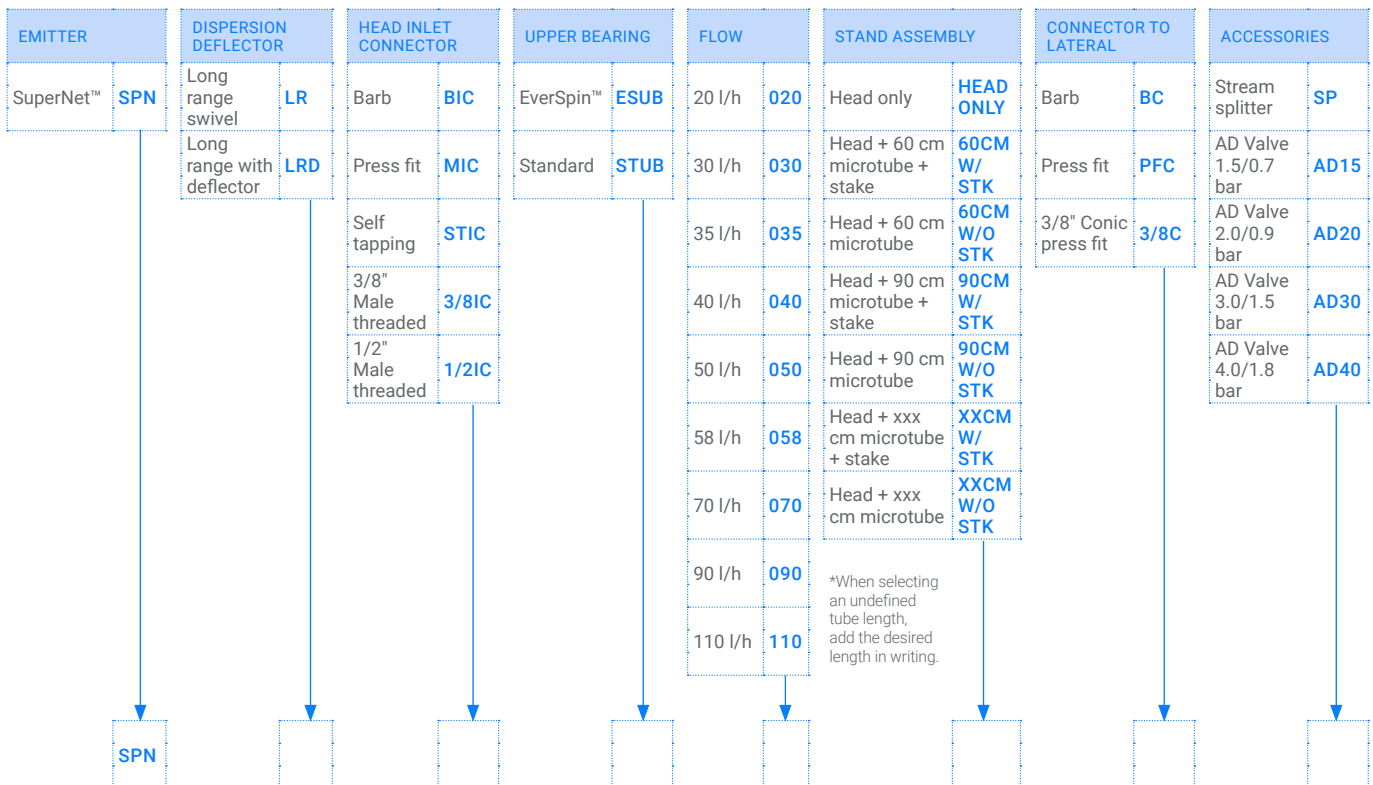 EMITTER
SuperNet™ SPN
DISPERSION
DEFLECTOR
Long
range
swivel
LR
Long
range with
deflector
LRD
HEAD INLET
CONNECTOR
Barb BIC
Press fit MIC
Self
tapping
STIC
3/8"
Male
threaded
3/8IC
1/2"
Male
threaded
1/2IC
UPPER BEARING
EverSpin™ ESUB
Standard STUB
FLOW
20 l/h 020
30 l/h 030
35 l/h 035
40 l/h 040
50 l/h 050
58 l/h 058
70 l/h 070
90 l/h 090
110 l/h 110
STAND ASSEMBLY
Head only
HEAD
ONLY
Head + 60 cm
microtube +
stake
60CM
W/
STK
Head + 60 cm
microtube
60CM
W/O
STK
Head + 90 cm
microtube +
stake
90CM
W/
STK
Head + 90 cm
microtube
90CM
W/O
STK
Head + xxx
cm microtube
+ stake
XXCM
W/
STK
Head + xxx
cm microtube
XXCM
W/O
STK
*When selecting
an undefined
tube length,
add the desired
length in writing.
CONNECTOR TO
LATERAL
Barb BC
Press fit PFC
3/8" Conic
press fit
3/8C
ACCESSORIES
Stream
splitter
SP
AD Valve
1.5/0.7
bar
AD15
AD Valve
2.0/0.9
bar
AD20
AD Valve
3.0/1.5
bar
AD30
AD Valve
4.0/1.8
bar
AD40
SPN